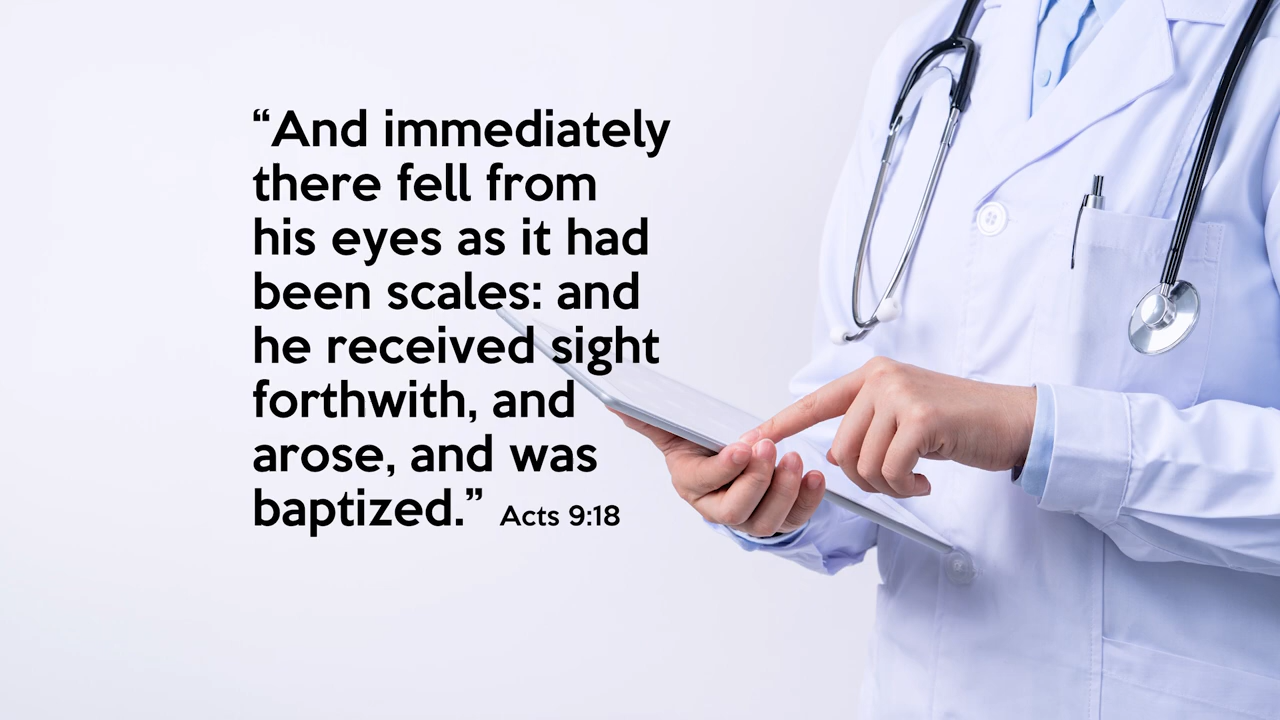 “And immediately
there fell from
his eyes as it had
been scales: and
he received sight
forthwith, and
arose, and was
baptized.” Acts 9:18